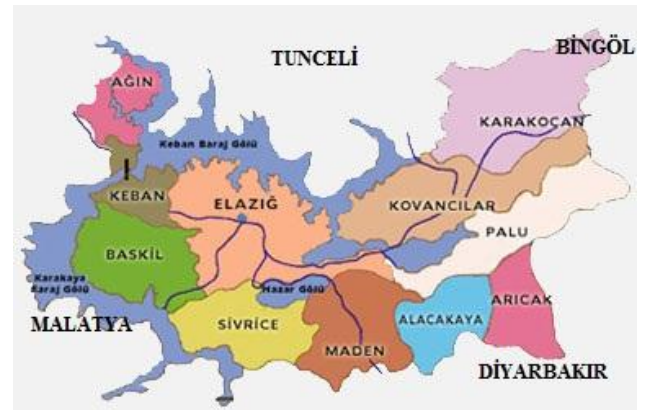 BİNGÖL
TUNCELİ
AĞIN
KARAKOÇAN
Keban Baraj Gölü
KEBAN
ELAZIĞ
KOVANCILAR
PALU
BASKİL
Karakaya
Baraj Gölü
Hazar Gölü
ARICAK
MALATYA
SİVRİCE
ALACAKAYA
MADEN
DİYARBAKIR